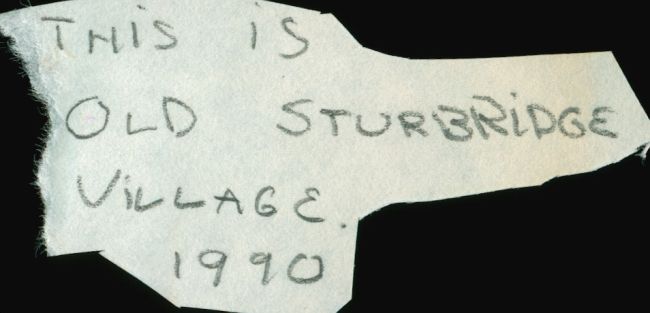 THiS iS
OLD STURBRiDGE
ViLLAGE.
1990